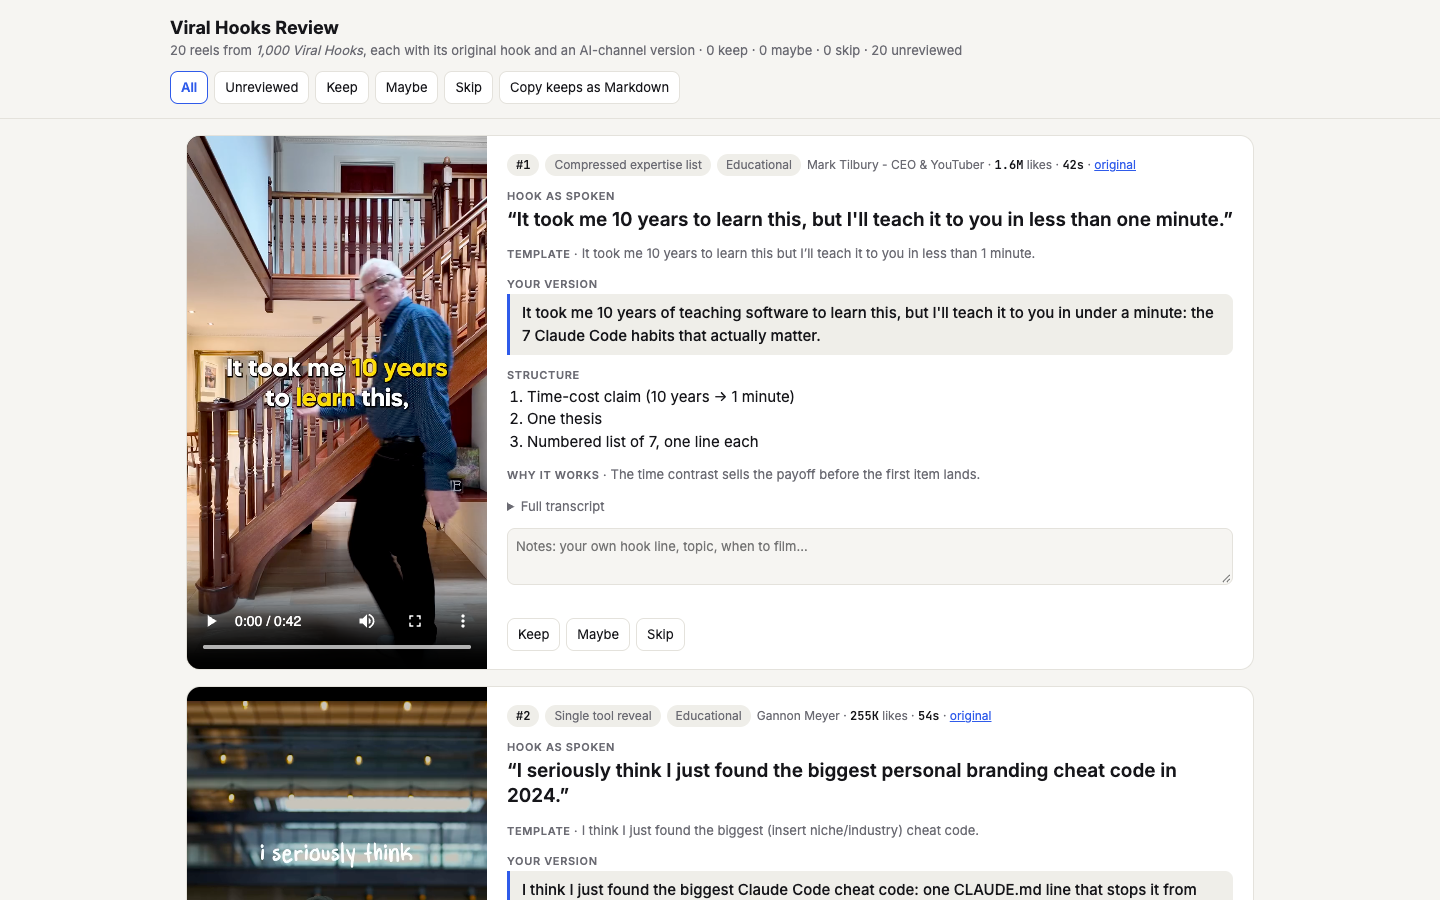 Viral Hooks Review
20 reels from 1,000 Viral Hooks, each with its original hook and an AI-channel version · 0 keep · 0 maybe · 0 skip · 20 unreviewed
All Unreviewed Keep Maybe Skip Copy keeps as Markdown
#1 Compressed expertise list Educational Mark Tilbury - CEO & YouTuber · 1.6M likes · 42s · original
HOOK AS SPOKEN
“It took me 10 years to learn this, but I'll teach it to you in less than one minute.”
TEMPLATE · It took me 10 years to learn this but I’ll teach it to you in less than 1 minute.
YOUR VERSION
It took me 10 years of teaching software to learn this, but I'll teach it to you in under a minute: the
7 Claude Code habits that actually matter.
STRUCTURE
1. Time-cost claim (10 years → 1 minute)
2. One thesis
3. Numbered list of 7, one line each
WHY IT WORKS · The time contrast sells the payoff before the first item lands.
▶ Full transcript
Notes: your own hook line, topic, when to film...
Keep Maybe Skip
It took me 10 years
to learn this,
0:00 / 0:42
#2 Single tool reveal Educational Gannon Meyer · 255K likes · 54s · original
HOOK AS SPOKEN
“I seriously think I just found the biggest personal branding cheat code in
2024.”
TEMPLATE · I think I just found the biggest (insert niche/industry) cheat code.
YOUR VERSION
I think I just found the biggest Claude Code cheat code: one CLAUDE.md line that stops it from
i seriously think